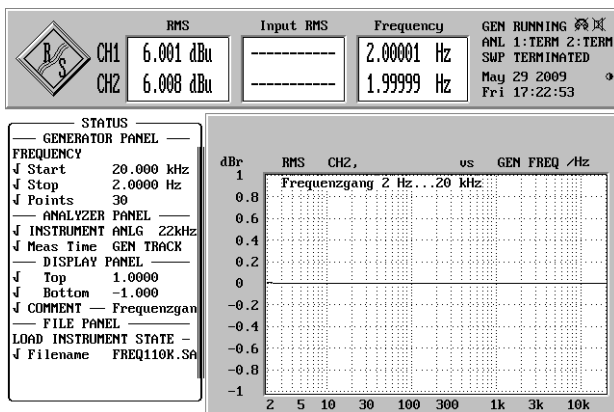 RMS Input RMS Frequency
R S
CH1 6.001 dBu ----------- 2.00001 Hz
CH2 6.008 dBu ----------- 1.99999 Hz
GEN RUNNING
ANL 1:TERM 2:TERM
SWP TERMINATED
May 29 2009
Fri 17:22:53
STATUS
GENERATOR PANEL
FREQUENCY
Start 20.000 kHz
Stop 2.0000 Hz
Points 30
ANALYZER PANEL
INSTRUMENT ANLG 22kHz
Meas Time GEN TRACK
DISPLAY PANEL
Top 1.0000
Bottom -1.000
COMMENT — Frequenzgan
FILE PANEL
LOAD INSTRUMENT STATE -
Filename FREQ110K.SA
dBr RMS CH2, vs GEN FREQ /Hz
Frequenzgang 2 Hz...20 kHz
1
0.8
0.6
0.4
0.2
0
-0.2
-0.4
-0.6
-0.8
-1
2 5 10 30 100 300 1k 3k 10k